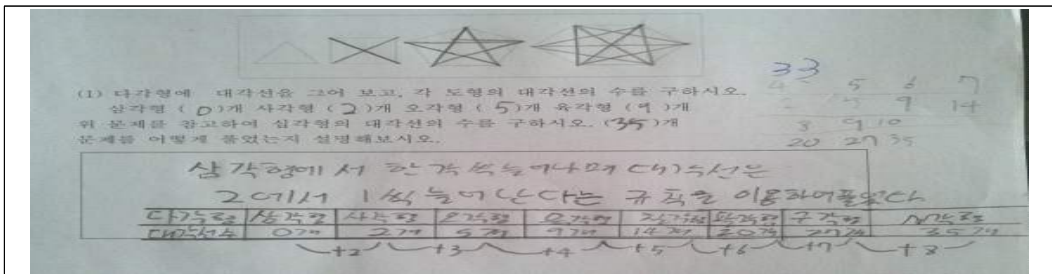 33
(1) 다각형에 대각선을 그어 보고, 각 도형의 대각선의 수를 구하시오.
삼각형 ( 0 )개 사각형 ( 2 )개 오각형 ( 5 )개 육각형 ( 9 )개
위 문제를 참고하여 십각형의 대각선의 수를 구하시오. (35)개
문제를 어떻게 풀었는지 설명해보시오.
4 5 6 7
2 5 9 14
8 9 10
20 27 35
삼각형에서 한 각씩 늘어나며 대각선은
2에서 1씩 늘어난다는 규칙을 이용하여 풀었다
다각형 삼각형 사각형 오각형 육각형 칠각형 팔각형 구각형 십각형
대각선수 0개 2개 5개 9개 14개 20개 27개 35개
+2 +3 +4 +5 +6 +7 +8